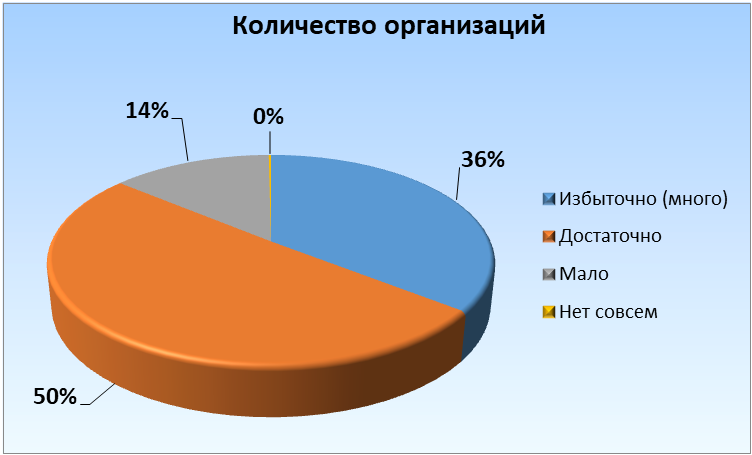 Количество организаций
14%
0%
36%
50%
Избыточно (много)
Достаточно
Мало
Нет совсем